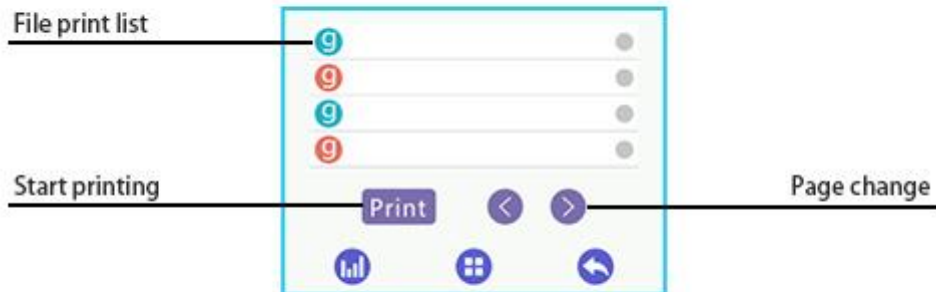 File print list
g
g
g
g
Start printing
Print
Page change